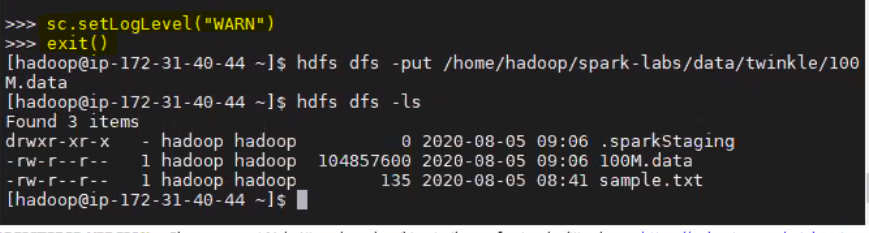 >>> sc.setLogLevel("WARN")
>>> exit()
[hadoop@ip-172-31-40-44 ~]$ hdfs dfs -put /home/hadoop/spark-labs/data/twinkle/100
M.data
[hadoop@ip-172-31-40-44 ~]$ hdfs dfs -ls
Found 3 items
drwxr-xr-x   - hadoop hadoop          0 2020-08-05 09:06 .sparkStaging
-rw-r--r--   1 hadoop hadoop  104857600 2020-08-05 09:06 100M.data
-rw-r--r--   1 hadoop hadoop        135 2020-08-05 08:41 sample.txt
[hadoop@ip-172-31-40-44 ~]$